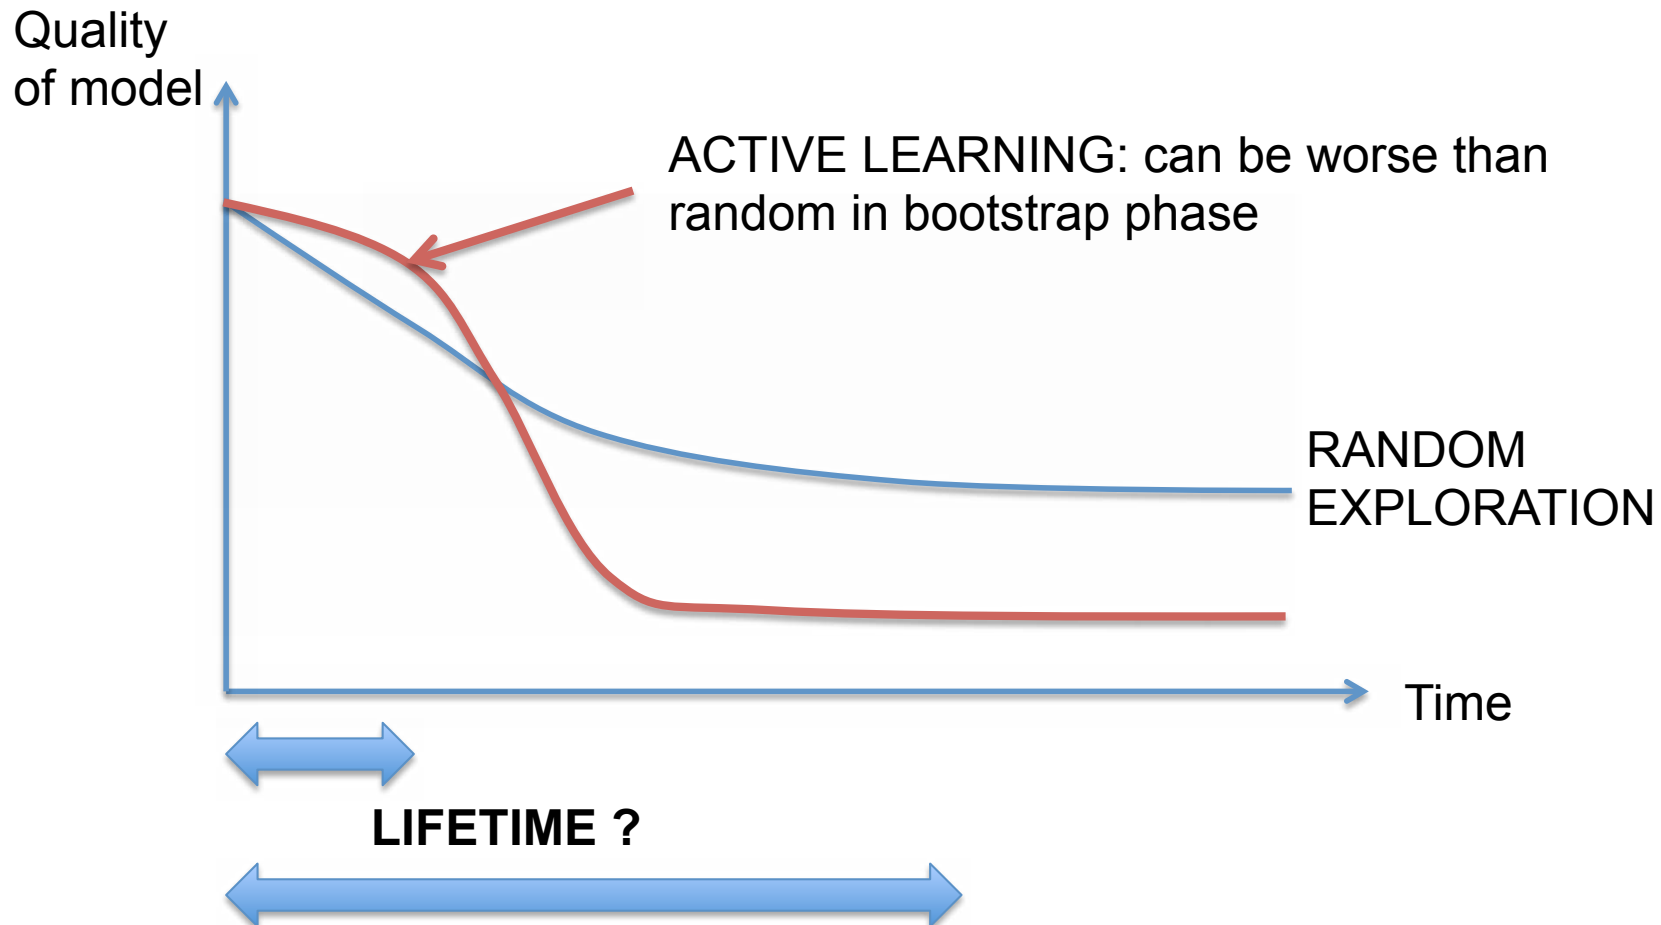 Quality
of model
ACTIVE LEARNING: can be worse than
random in bootstrap phase
RANDOM
EXPLORATION
Time
LIFETIME ?